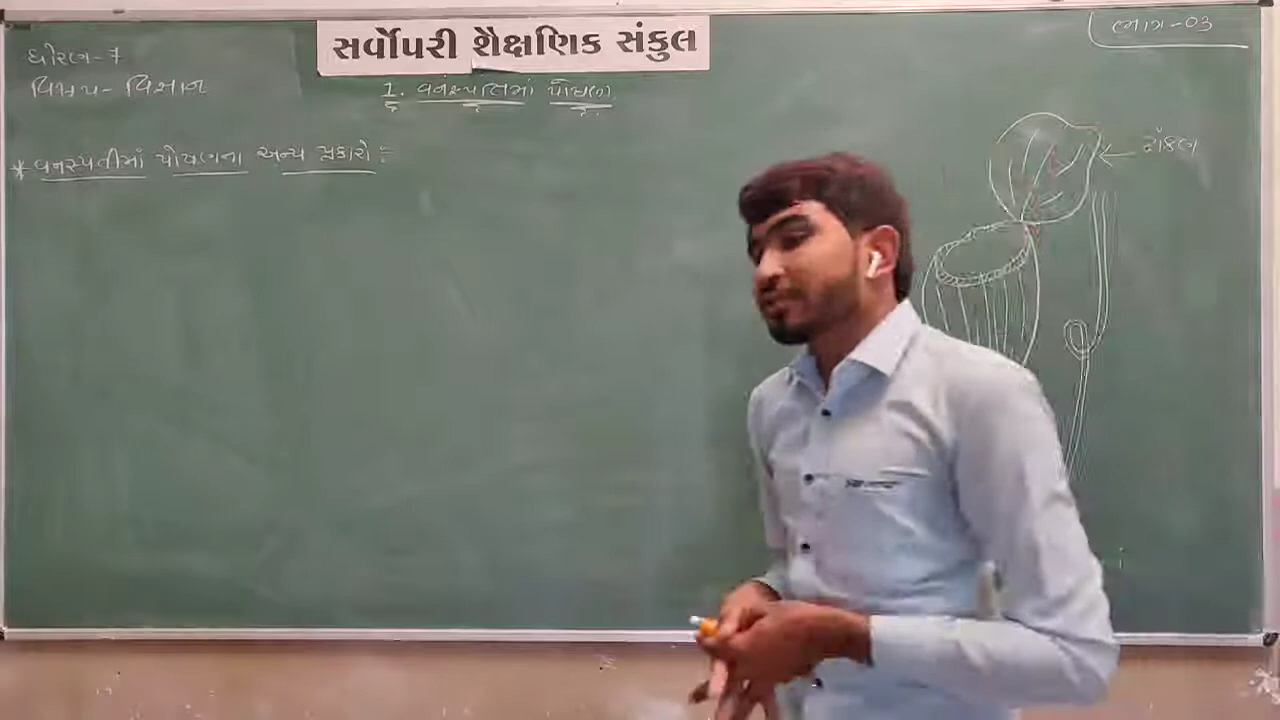 સર્વોપરી શૈક્ષણિક સંકુલ
ધોરણ-7
વિષય- વિજ્ઞાન
1. વનસ્પતિમાં પોષણ
ભાગ-03
* વનસ્પતીમાં પોષણના અન્ય પ્રકારો :
ઢાંકણ